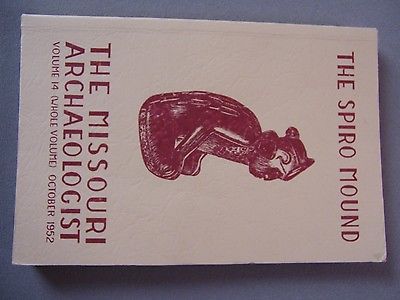 THE SPIRO MOUND
THE MISSOURI
ARCHAEOLOGIST
VOLUME 14 (WHOLE VOLUME) OCTOBER 1952